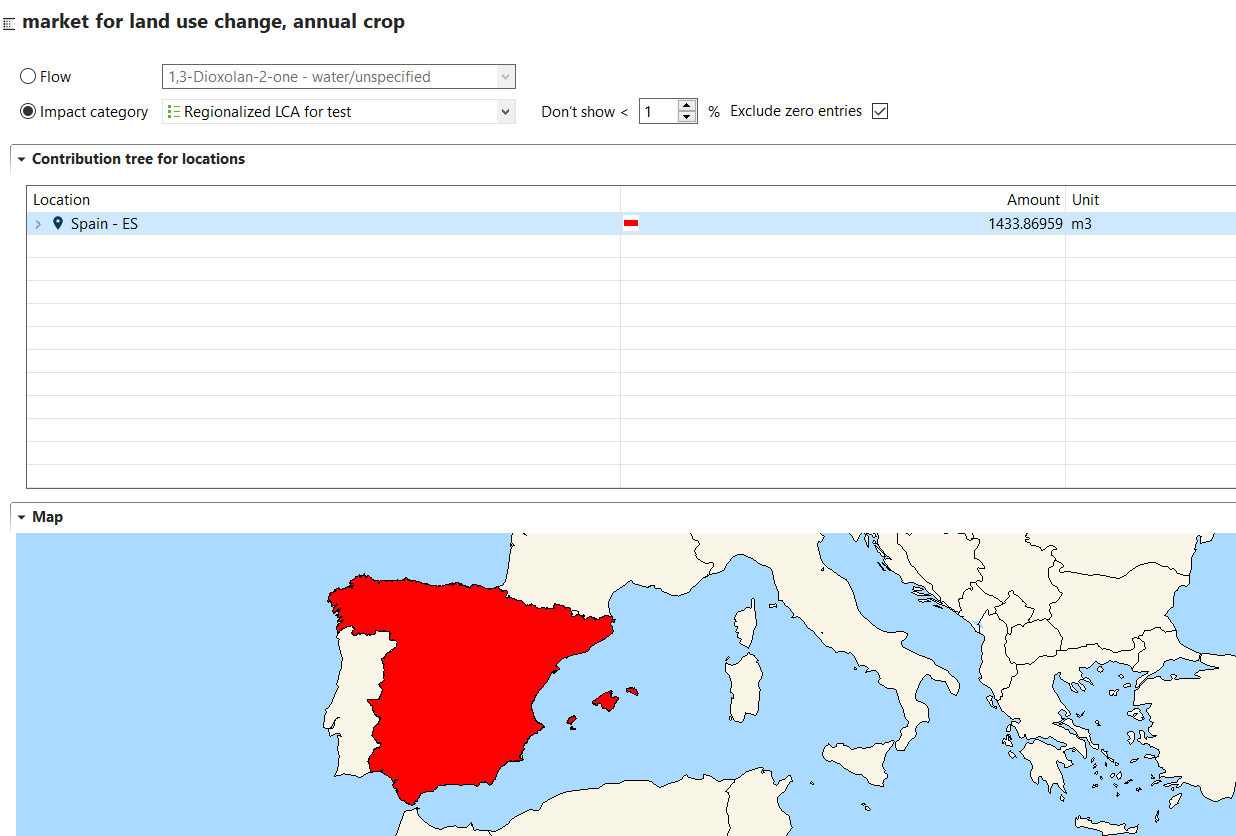 market for land use change, annual crop
Flow 1,3-Dioxolan-2-one - water/unspecified
Impact category Regionalized LCA for test Don't show < 1 % Exclude zero entries
Contribution tree for locations
Location Amount Unit
Spain - ES 1433.86959 m3
Map